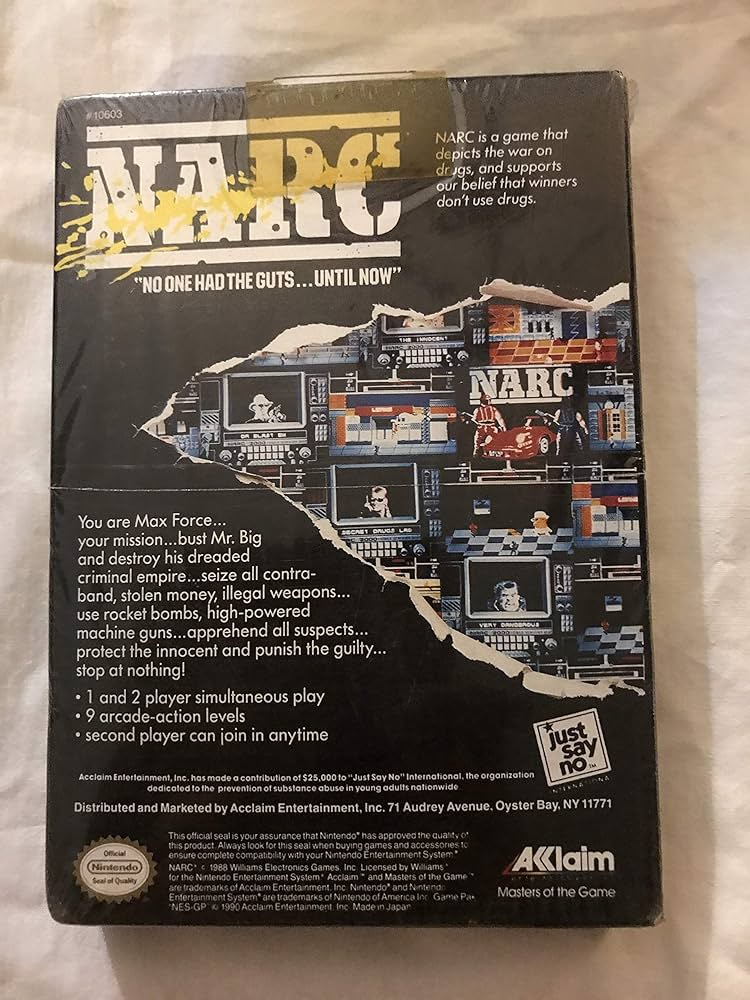 #10603
NARC
"NO ONE HAD THE GUTS...UNTIL NOW"
NARC is a game that
depicts the war on
drugs, and supports
our belief that winners
don't use drugs.
THE INNOCENT
NARC
DR BLAST EM
SECRET DRUGS LAB
VERY DANGEROUS
You are Max Force...
your mission...bust Mr. Big
and destroy his dreaded
criminal empire...seize all contra-
band, stolen money, illegal weapons...
use rocket bombs, high-powered
machine guns...apprehend all suspects...
protect the innocent and punish the guilty...
stop at nothing!
• 1 and 2 player simultaneous play
• 9 arcade-action levels
• second player can join in anytime
just
say
no™
INTERNATIONAL
Acclaim Entertainment, Inc. has made a contribution of $25,000 to "Just Say No" International, the organization
dedicated to the prevention of substance abuse in young adults nationwide
Distributed and Marketed by Acclaim Entertainment, Inc. 71 Audrey Avenue, Oyster Bay, NY 11771
Official
Nintendo
Seal of Quality
This official seal is your assurance that Nintendo® has approved the quality of
this product. Always look for this seal when buying games and accessories to
ensure complete compatibility with your Nintendo Entertainment System®
NARC® © 1988 Williams Electronics Games, Inc. Licensed by Williams®
for the Nintendo Entertainment System® Acclaim™ and Masters of the Game™
are trademarks of Acclaim Entertainment, Inc. Nintendo® and Nintendo
Entertainment System® are trademarks of Nintendo of America Inc. Game Pak
"NES-GP" © 1990 Acclaim Entertainment, Inc. Made in Japan
AKKlaim
Masters of the Game